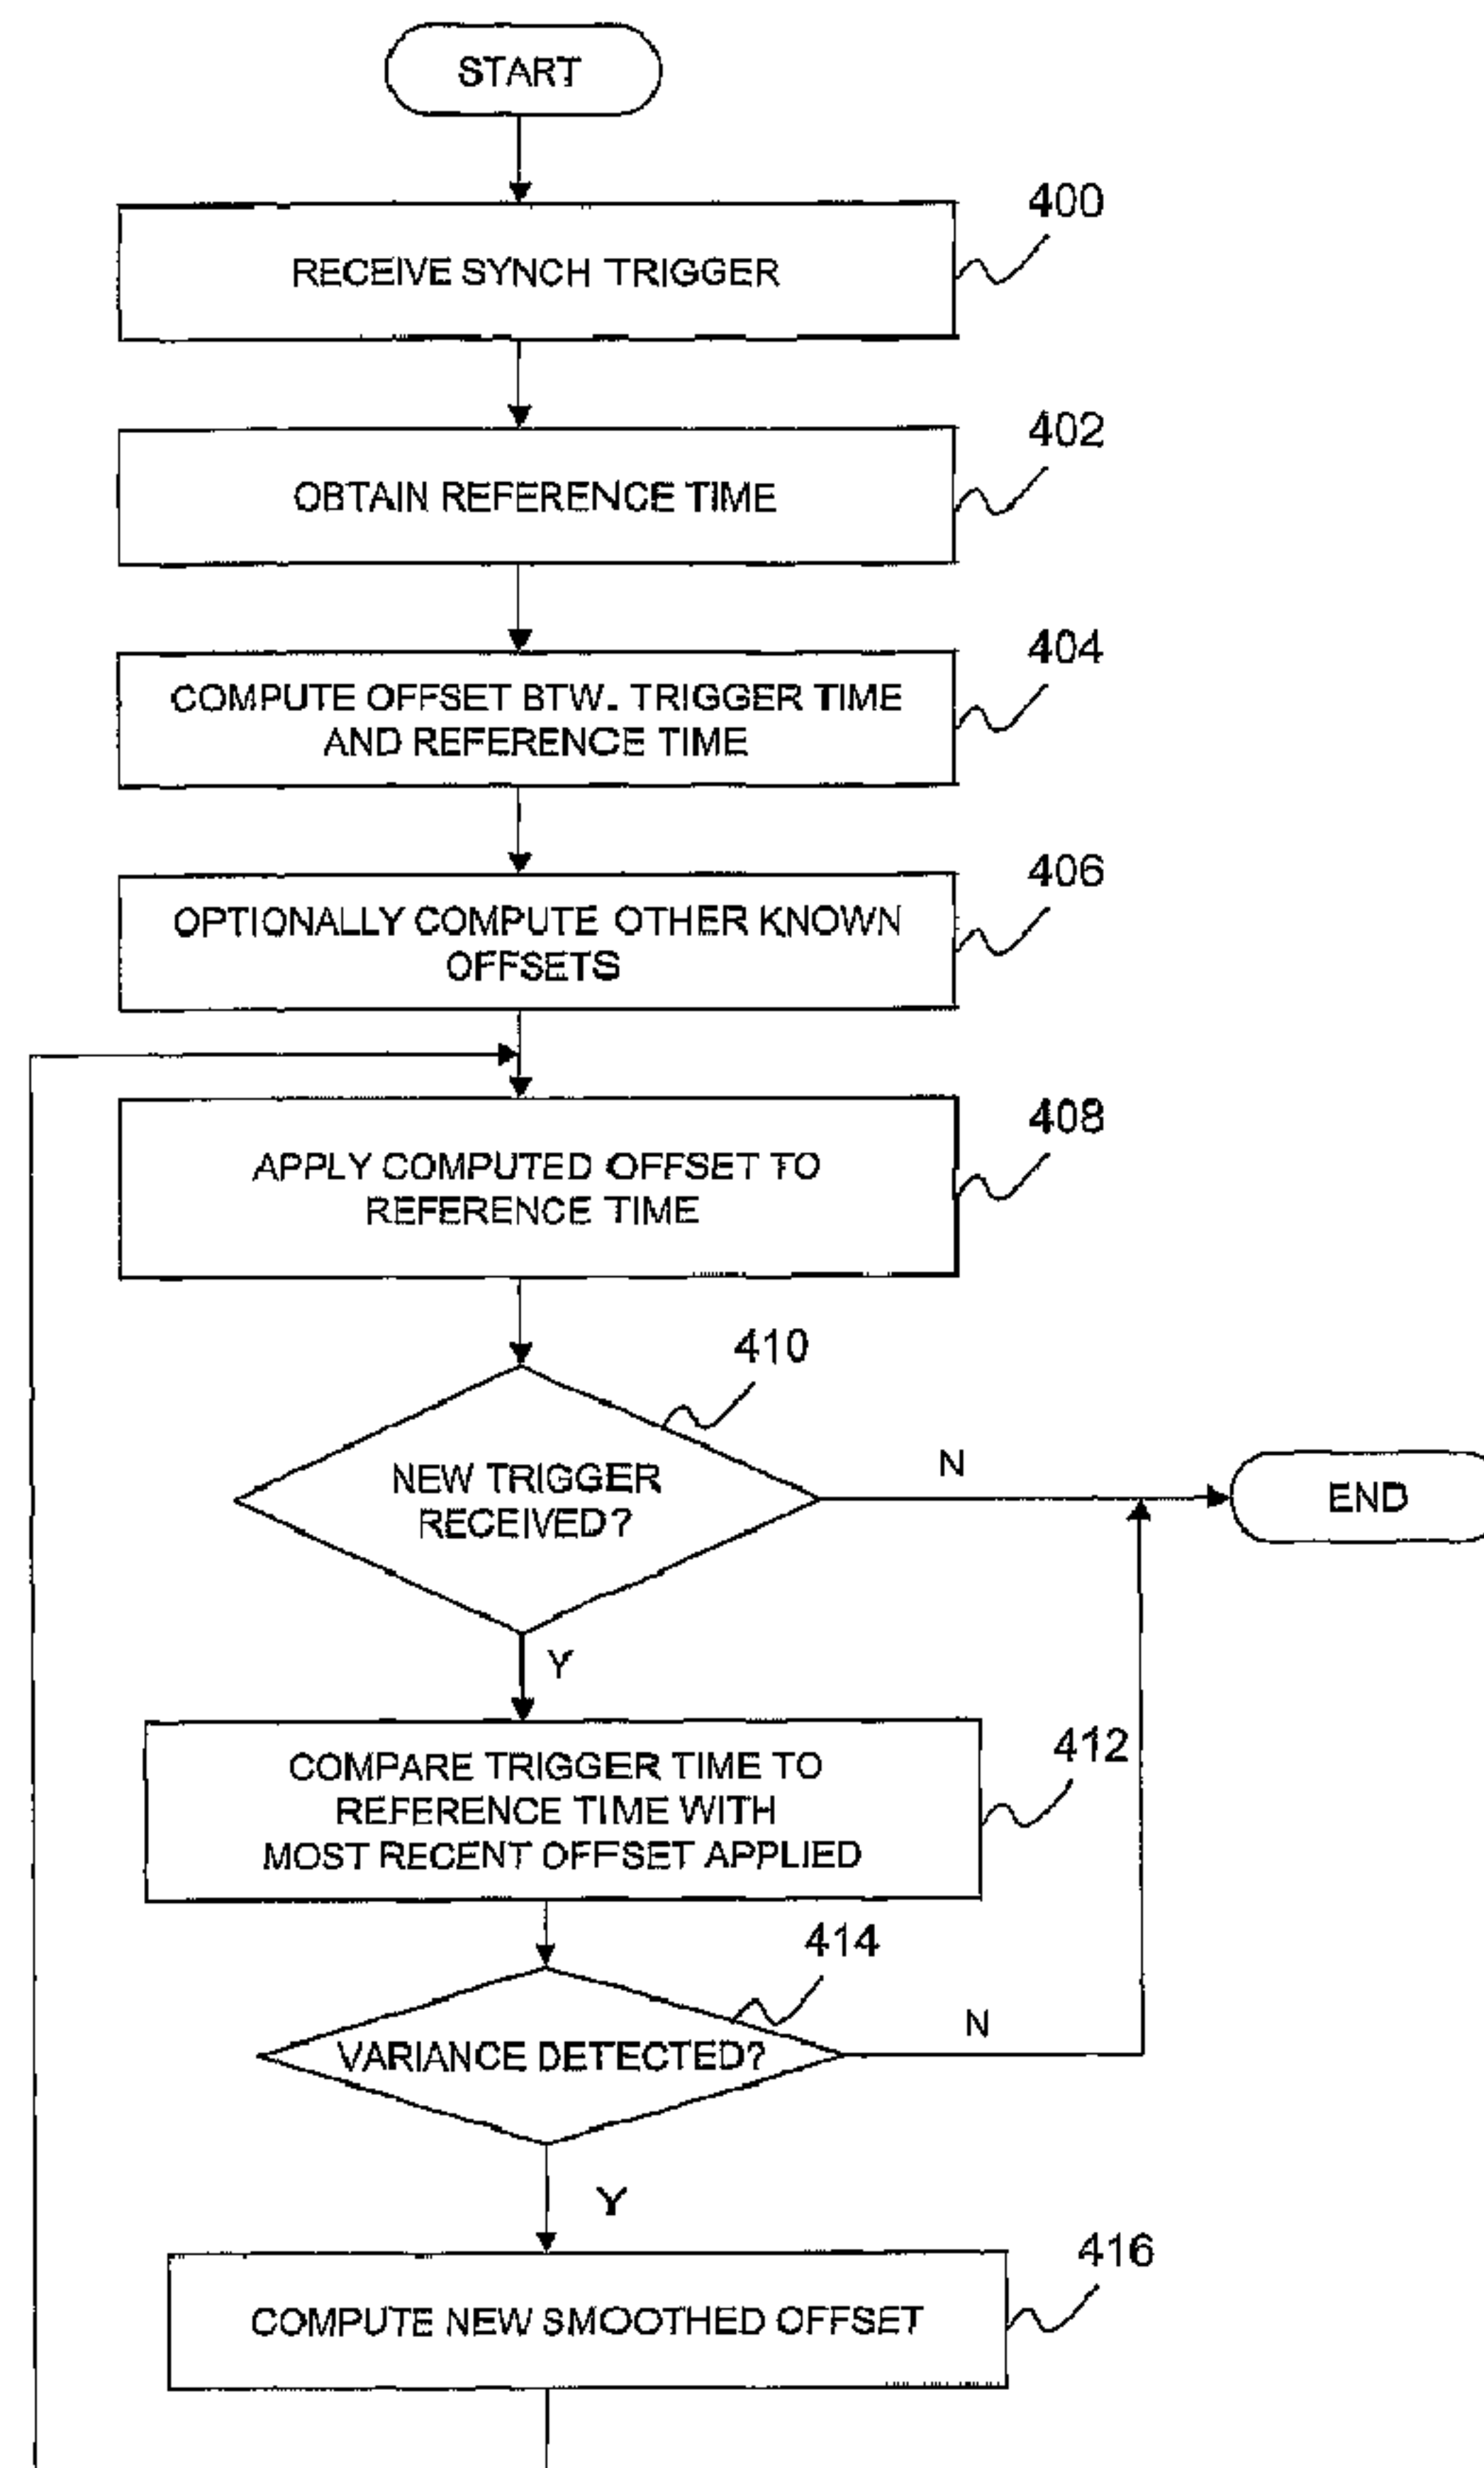 START
400
RECEIVE SYNCH TRIGGER
402
OBTAIN REFERENCE TIME
404
COMPUTE OFFSET BTW. TRIGGER TIME
AND REFERENCE TIME
406
OPTIONALLY COMPUTE OTHER KNOWN
OFFSETS
408
APPLY COMPUTED OFFSET TO
REFERENCE TIME
410
NEW TRIGGER
RECEIVED?
N
END
Y
412
COMPARE TRIGGER TIME TO
REFERENCE TIME WITH
MOST RECENT OFFSET APPLIED
414
VARIANCE DETECTED?
N
Y
416
COMPUTE NEW SMOOTHED OFFSET